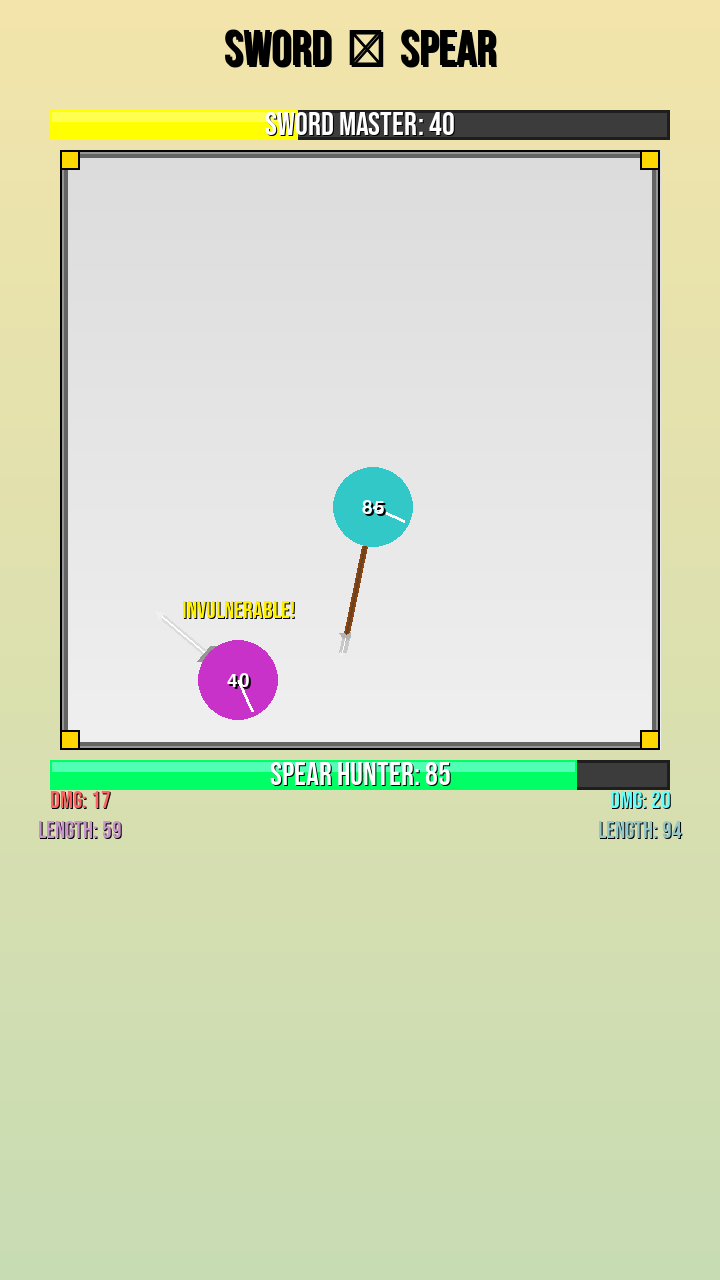 SWORD SPEAR
SWORD MASTER: 40
85
INVULNERABLE!
40
SPEAR HUNTER: 85
DMG: 17 DMG: 20
LENGTH: 59 LENGTH: 94